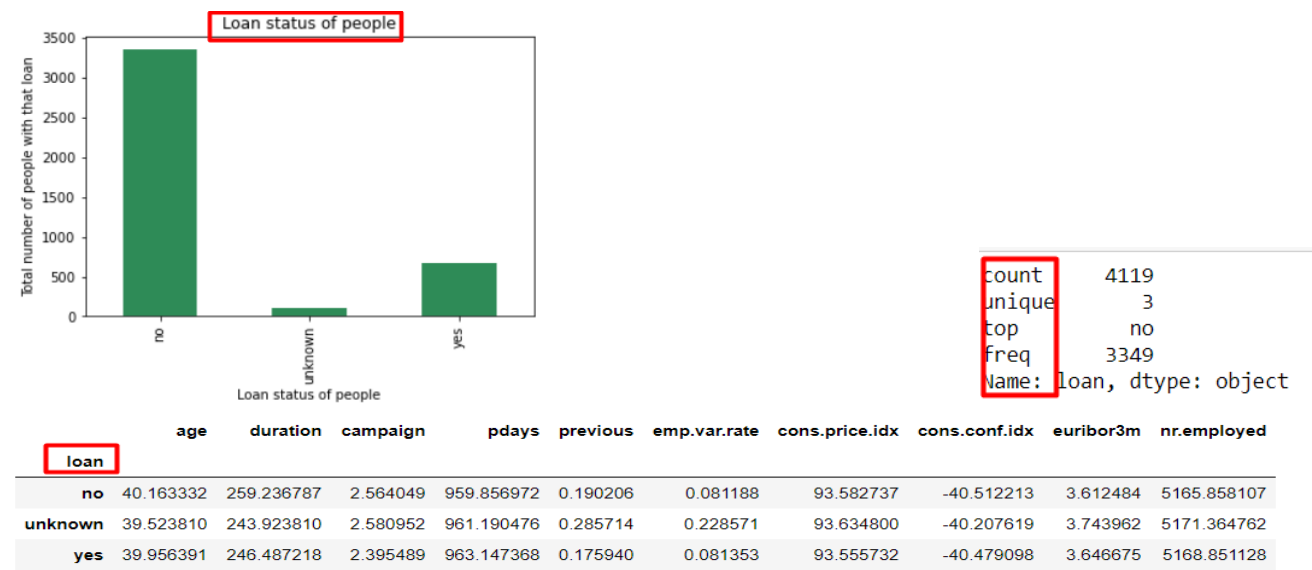 Loan status of people
3500
3000
2500
2000
1500
1000
500
0
Total number of people with that loan
no
unknown
yes
Loan status of people
count 4119
unique 3
top no
freq 3349
Name: loan, dtype: object
age duration campaign pdays previous emp.var.rate cons.price.idx cons.conf.idx euribor3m nr.employed
loan
no 40.163332 259.236787 2.564049 959.856972 0.190206 0.081188 93.582737 -40.512213 3.612484 5165.858107
unknown 39.523810 243.923810 2.580952 961.190476 0.285714 0.228571 93.634800 -40.207619 3.743962 5171.364762
yes 39.956391 246.487218 2.395489 963.147368 0.175940 0.081353 93.555732 -40.479098 3.646675 5168.851128